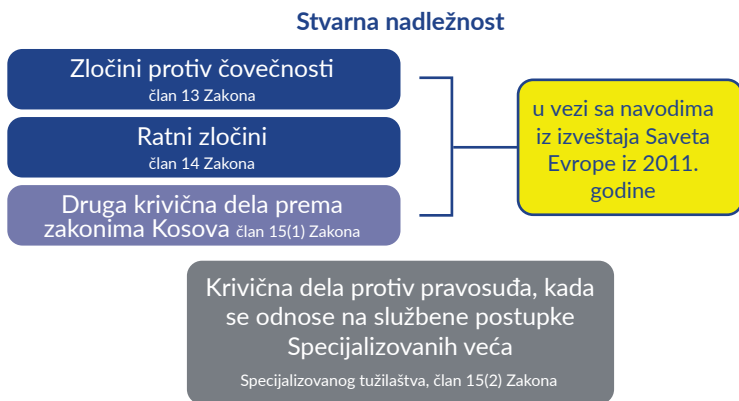 Stvarna nadležnost
Zločini protiv čovečnosti
član 13 Zakona
Ratni zločini
član 14 Zakona
Druga krivična dela prema
zakonima Kosova član 15(1) Zakona
u vezi sa navodima
iz izveštaja Saveta
Evrope iz 2011.
godine
Krivična dela protiv pravosuđa, kada
se odnose na službene postupke
Specijalizovanih veća
Specijalizovanog tužilaštva, član 15(2) Zakona